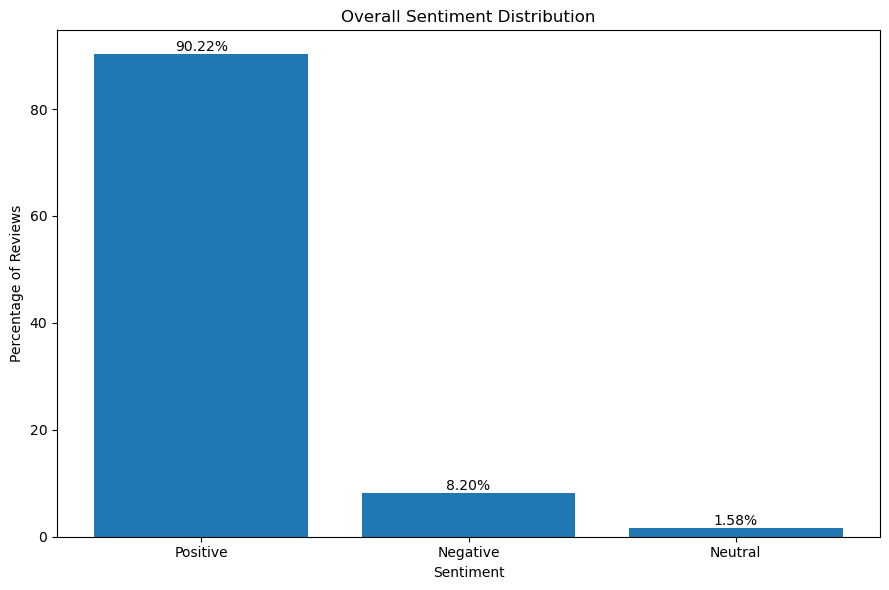 Overall Sentiment Distribution
90.22%
8.20%
1.58%
80
60
40
20
0
Percentage of Reviews
Positive
Negative
Neutral
Sentiment